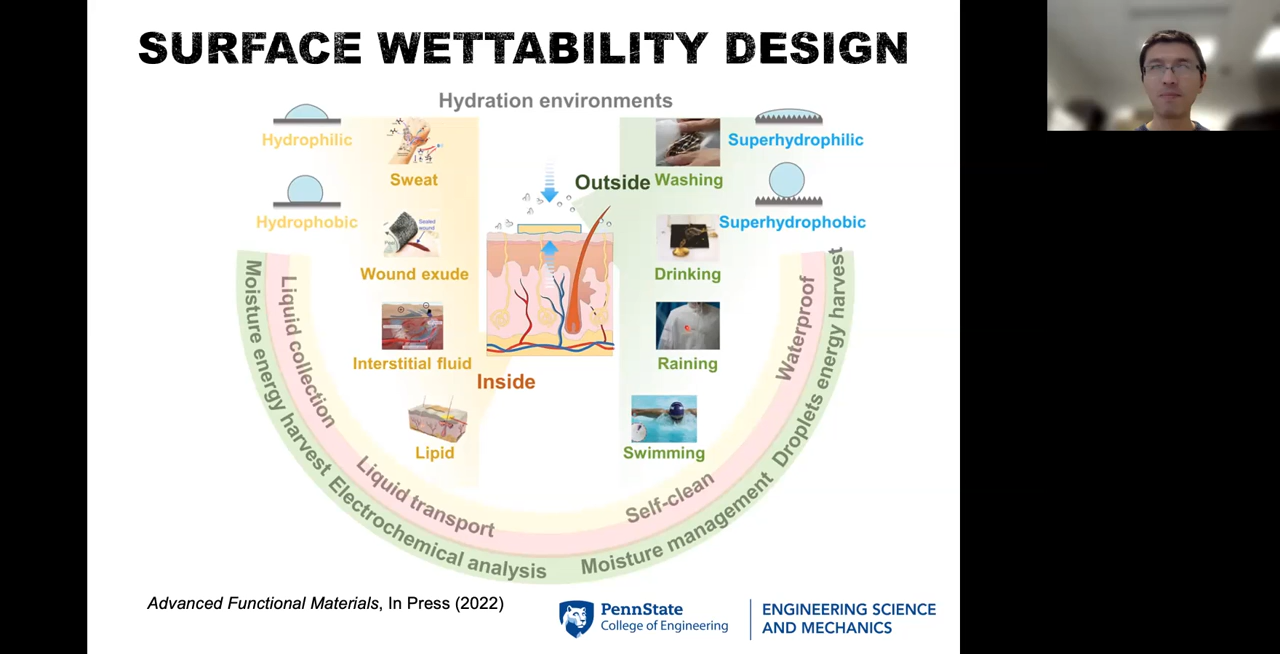 SURFACE WETTABILITY DESIGN
Hydration environments
Hydrophilic
Hydrophobic
Sweat
Wound exude
Sealed
wound
Interstitial fluid
Lipid
Inside
Outside
Washing
Drinking
Raining
Swimming
Superhydrophilic
Superhydrophobic
Liquid collection
Liquid transport
Self-clean
Waterproof
Moisture energy harvest
Electrochemical analysis
Moisture management
Droplets energy harvest
Advanced Functional Materials, In Press (2022)
PennState
College of Engineering
ENGINEERING SCIENCE
AND MECHANICS